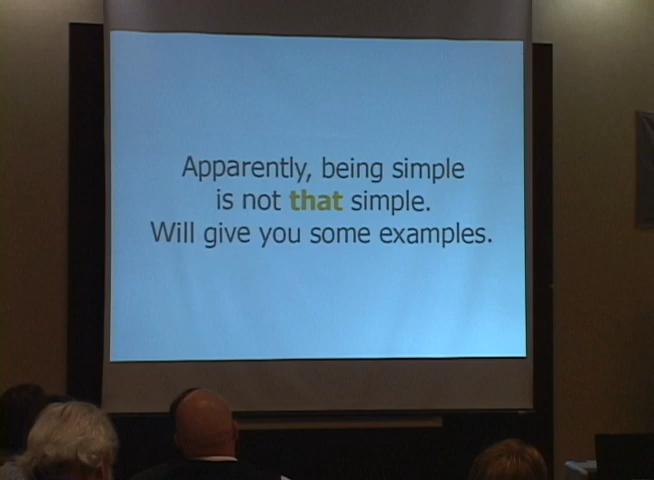 Apparently, being simple
is not that simple.
Will give you some examples.